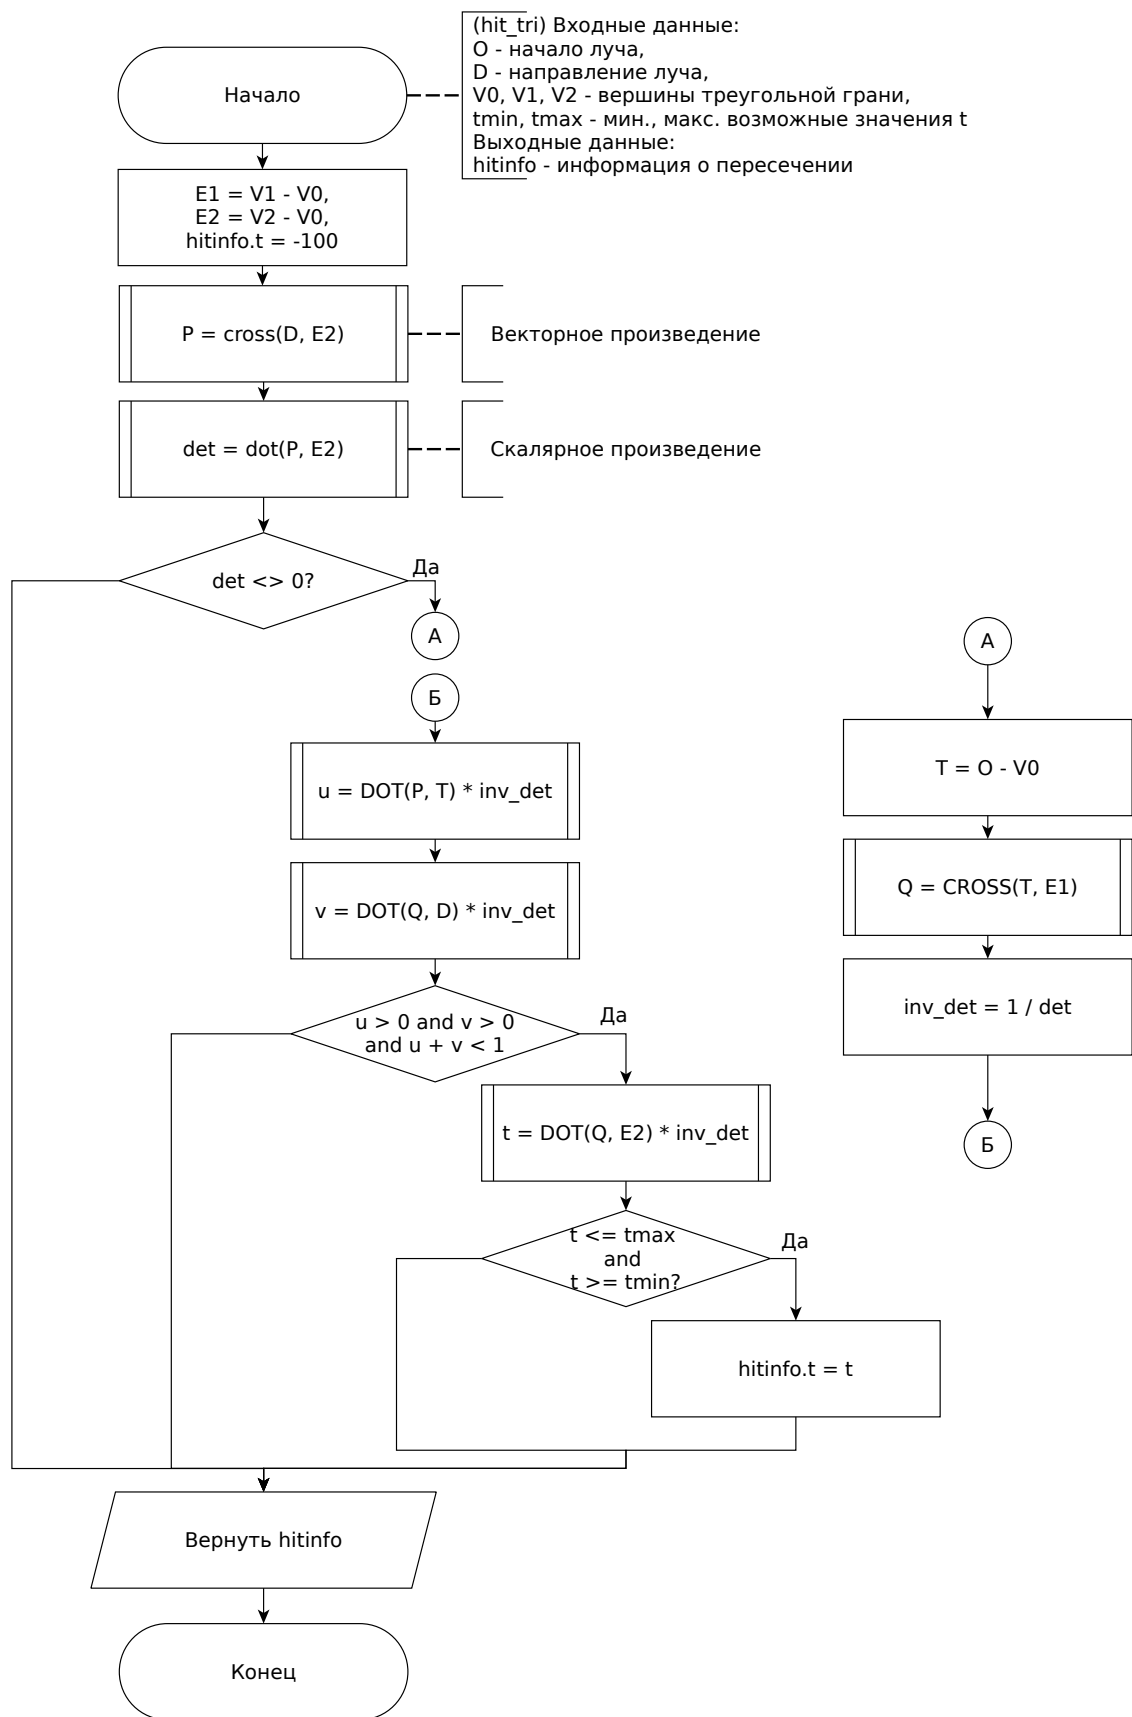 (hit_tri) Входные данные:
O - начало луча,
D - направление луча,
V0, V1, V2 - вершины треугольной грани,
tmin, tmax - мин., макс. возможные значения t
Выходные данные:
hitinfo - информация о пересечении
Начало
E1 = V1 - V0,
E2 = V2 - V0,
hitinfo.t = -100
P = cross(D, E2)
Векторное произведение
det = dot(P, E2)
Скалярное произведение
det <> 0?
Да
А
Б
u = DOT(P, T) * inv_det
v = DOT(Q, D) * inv_det
u > 0 and v > 0
and u + v < 1
Да
t = DOT(Q, E2) * inv_det
t <= tmax
and
t >= tmin?
Да
hitinfo.t = t
Вернуть hitinfo
Конец
А
T = O - V0
Q = CROSS(T, E1)
inv_det = 1 / det
Б